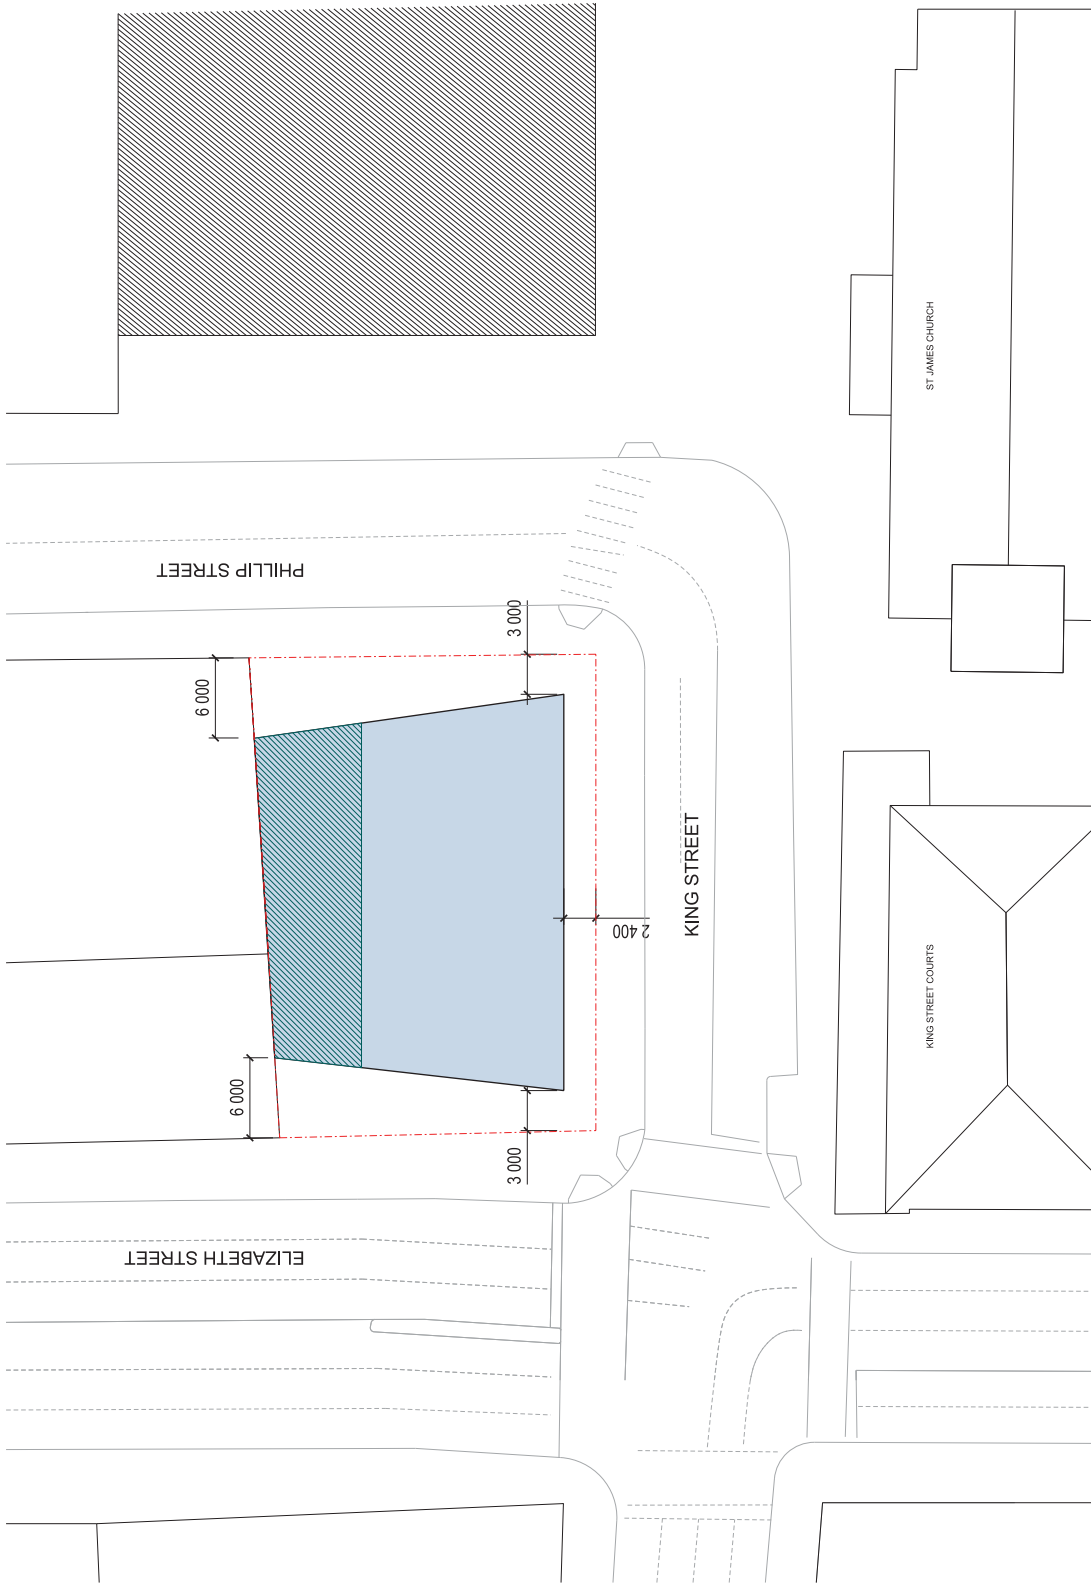 ST JAMES CHURCH
PHILLIP STREET
3 000
6 000
KING STREET
2 400
KING STREET COURTS
6 000
3 000
ELIZABETH STREET